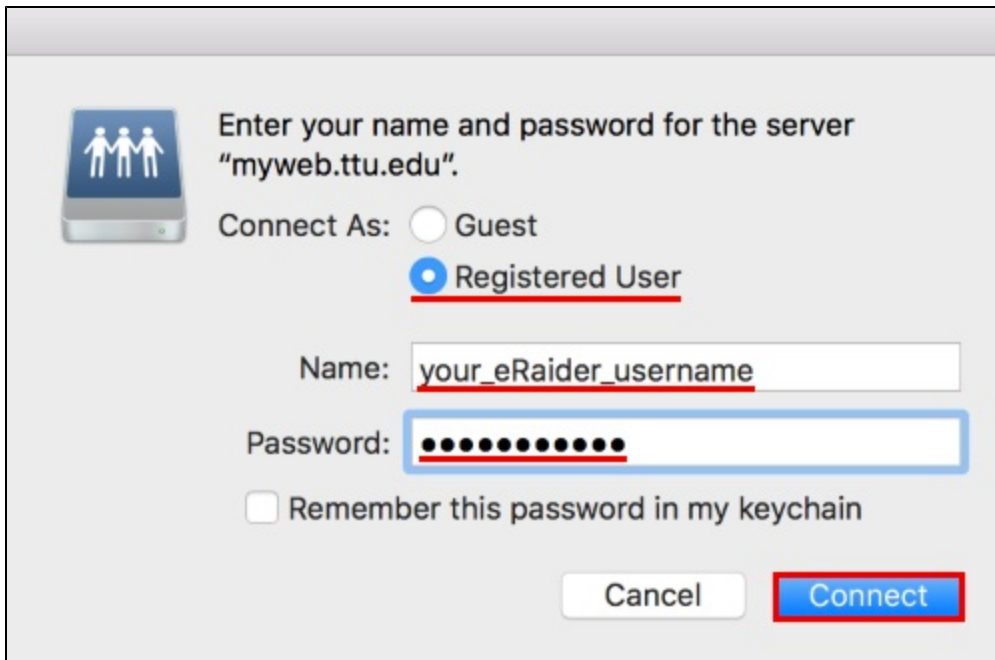 Enter your name and password for the server
“myweb.ttu.edu”.
Connect As: Guest
Registered User
Name: your_eRaider_username
Password: ●●●●●●●●●●●
Remember this password in my keychain
Cancel Connect